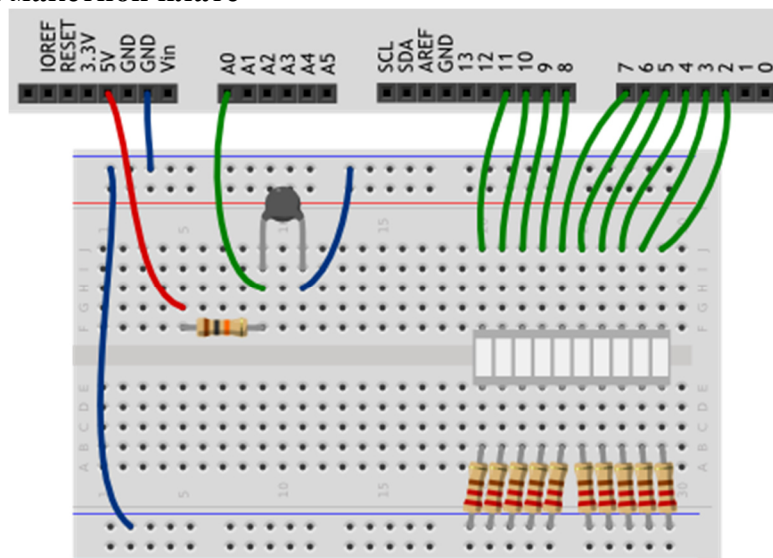 IOREF RESET 3.3V 5V GND GND Vin A0 A1 A2 A3 A4 A5 SCL SDA AREF GND 13 12 11 10 9 8 7 6 5 4 3 2 1 0
1 5 15
J J
I I
H H
G G
F F
E E
D D
C C
B B
A A
1 5 10 15 30